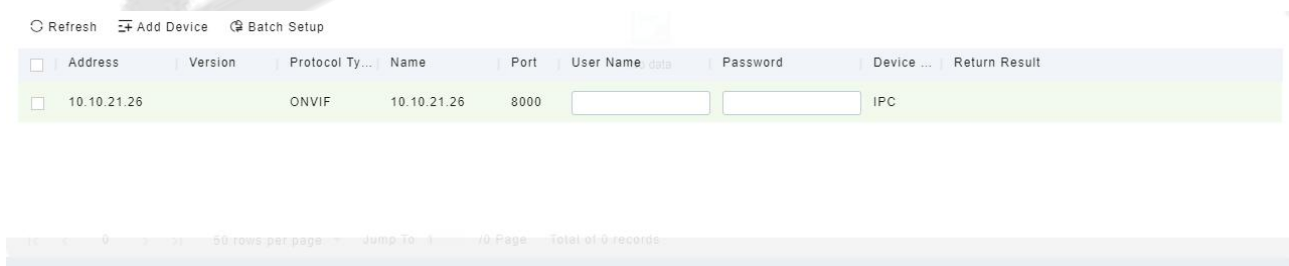 Refresh Add Device Batch Setup
Address Version Protocol Ty... Name Port User Name data Password Device ... Return Result
10.10.21.26 ONVIF 10.10.21.26 8000 IPC
0 50 rows per page Jump To 1 /0 Page Total of 0 records